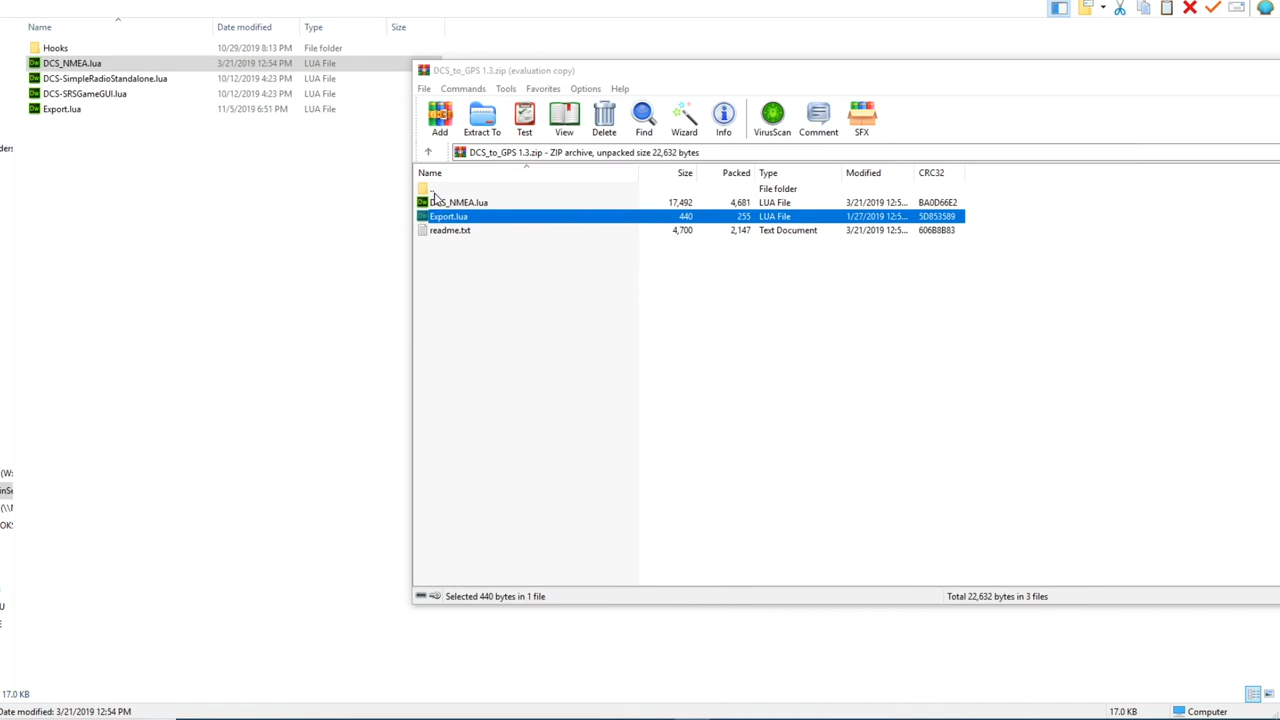 Name Date modified Type Size
Hooks 10/29/2019 8:13 PM File folder
DCS_NMEA.lua 3/21/2019 12:54 PM LUA File
DCS-SimpleRadioStandalone.lua 10/12/2019 4:23 PM LUA File
DCS-SRSGameGUI.lua 10/12/2019 4:23 PM LUA File
Export.lua 11/5/2019 6:51 PM LUA File
DCS_to_GPS 1.3.zip (evaluation copy)
File Commands Tools Favorites Options Help
Add Extract To Test View Delete Find Wizard Info VirusScan Comment SFX
DCS_to_GPS 1.3.zip - ZIP archive, unpacked size 22,632 bytes
Name Size Packed Type Modified CRC32
.. File folder
DCS_NMEA.lua 17,492 4,681 LUA File 3/21/2019 12:5... BA0D66E2
Export.lua 440 255 LUA File 1/27/2019 12:5... 5D853589
readme.txt 4,700 2,147 Text Document 3/21/2019 12:5... 606B8B83
ders
(W:
inSe
(\\
OKS
U
E
Selected 440 bytes in 1 file Total 22,632 bytes in 3 files
17.0 KB
Date modified: 3/21/2019 12:54 PM 17.0 KB Computer